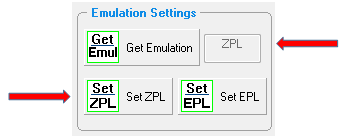 Emulation Settings
Get Emul Get Emulation ZPL
Set ZPL Set ZPL Set EPL Set EPL